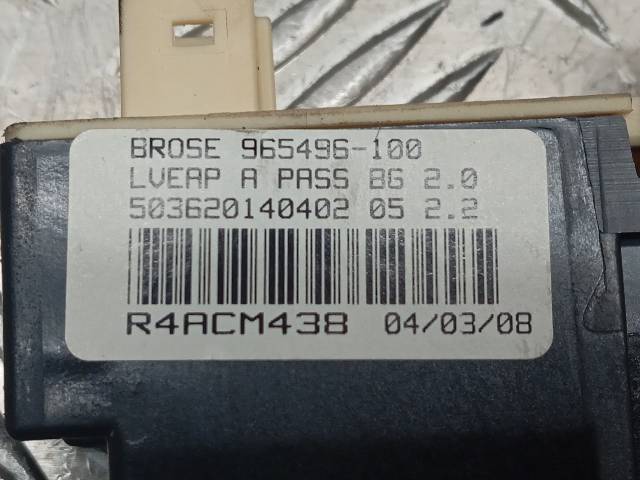 BROSE 965496-100
LVEAP A PASS BG 2.0
503620140402 05 2.2
R4ACM438 04/03/08